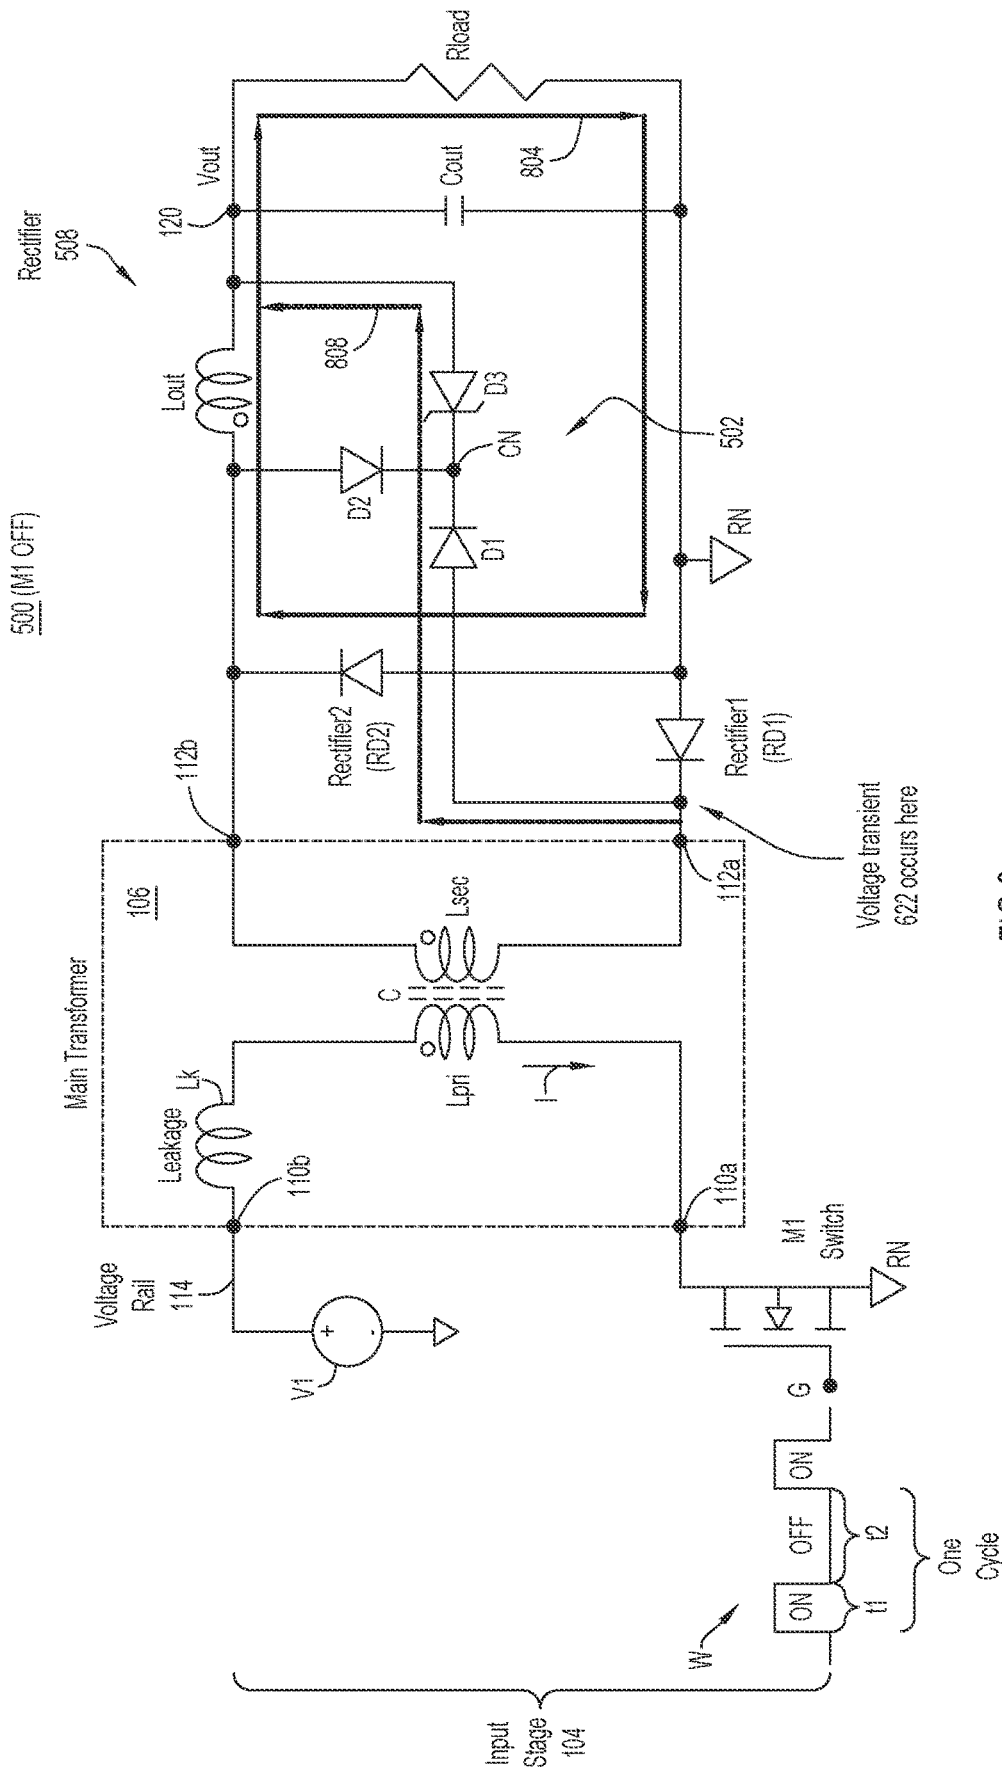 500 (M1 OFF)
Rectifier
508
Main Transformer
106
Voltage
Rail
114
Leakage
Lk
110b
112b
Lout
120
Vout
V1
+
-
C
Lpri
Lsec
I
Rectifier2
(RD2)
D2
D1
CN
D3
808
Cout
804
Rload
502
RN
110a
112a
Rectifier1
(RD1)
Voltage transient
622 occurs here
M1
Switch
RN
G
Input
Stage
104
W
ON
OFF
ON
t1
t2
One
Cycle